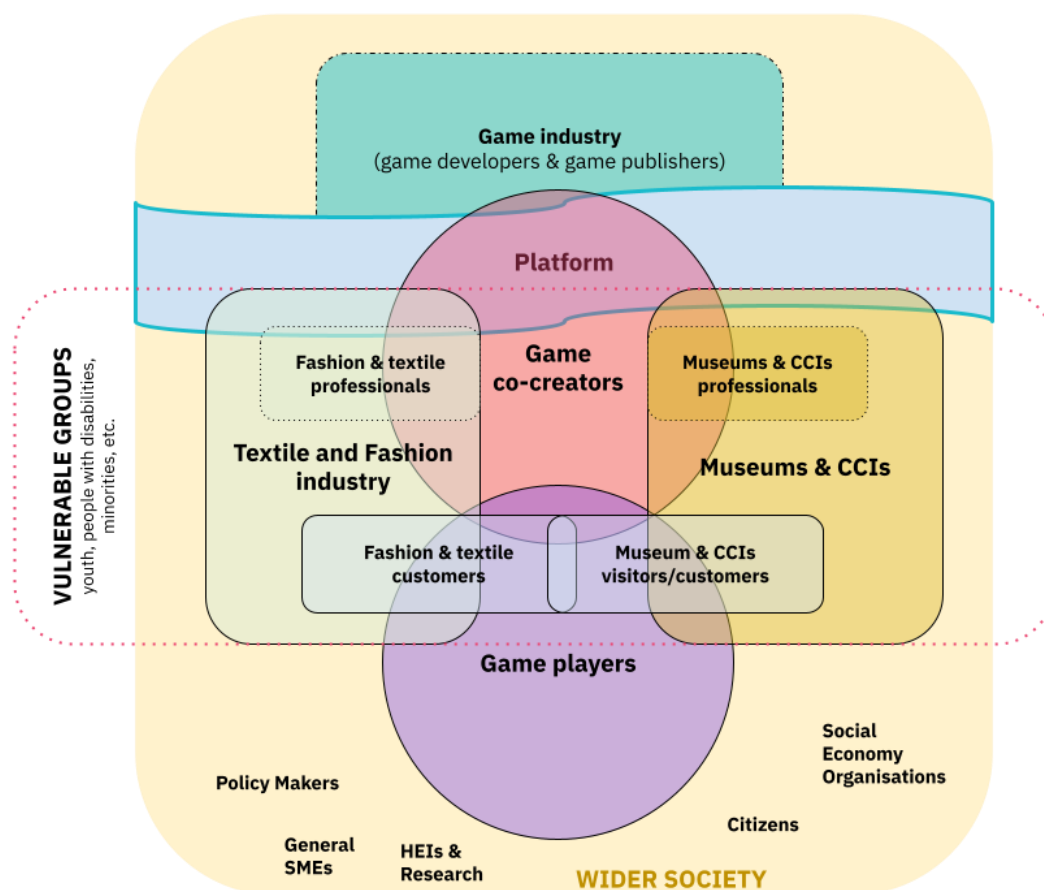 Game industry
(game developers & game publishers)
Platform
VULNERABLE GROUPS
youth, people with disabilities,
minorities, etc.
Fashion & textile
professionals
Game
co-creators
Museums & CCIs
professionals
Textile and Fashion
industry
Museums & CCIs
Fashion & textile
customers
Museum & CCIs
visitors/customers
Game players
Social
Economy
Organisations
Policy Makers
Citizens
General
SMEs
HEIs &
Research
WIDER SOCIETY